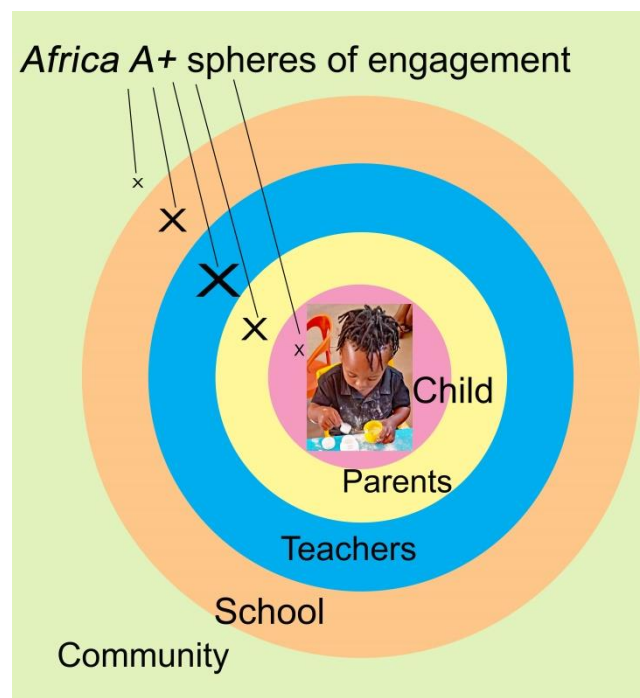 Africa A+ spheres of engagement
x
X
X
X
x
Child
Parents
Teachers
School
Community